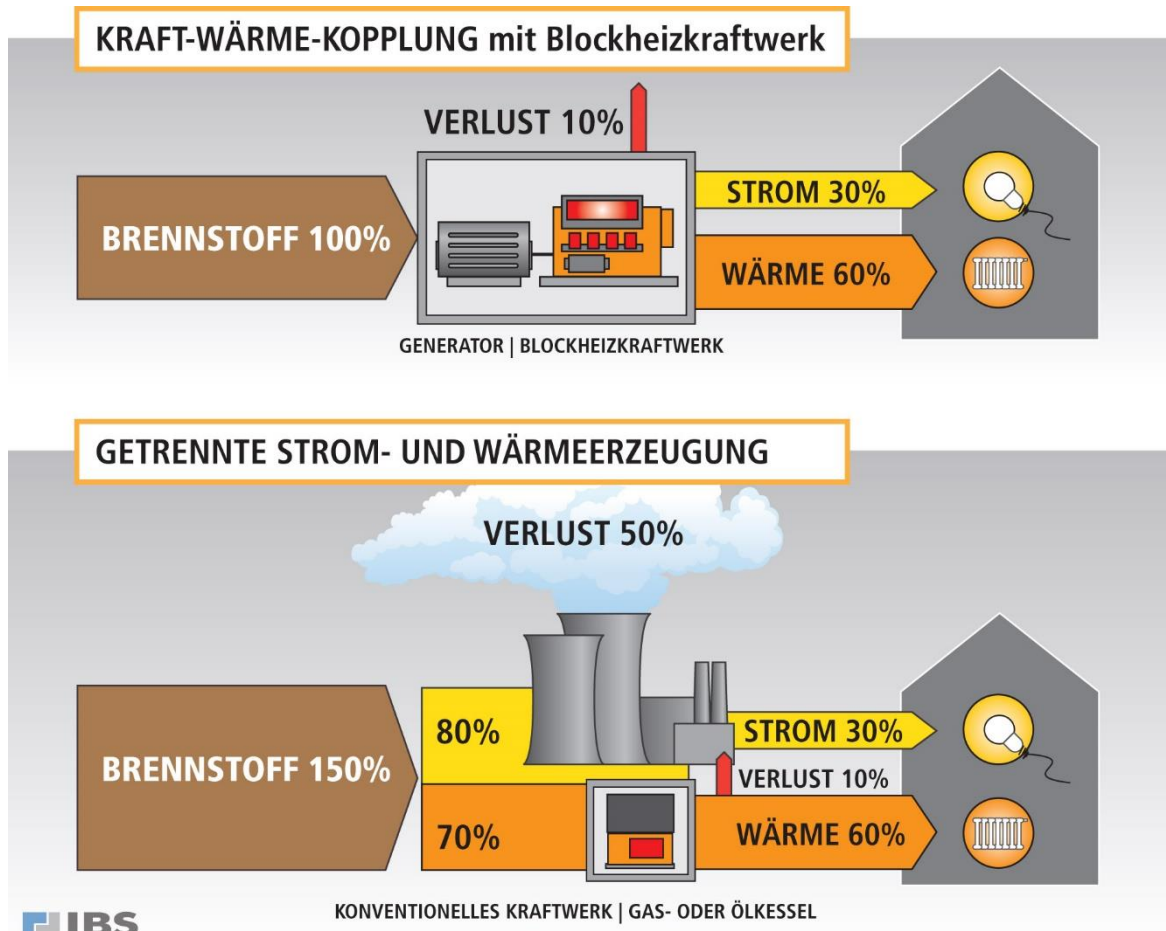 KRAFT-WÄRME-KOPPLUNG mit Blockheizkraftwerk
VERLUST 10%
BRENNSTOFF 100%
STROM 30%
WÄRME 60%
GENERATOR | BLOCKHEIZKRAFTWERK
GETRENNTE STROM- UND WÄRMEERZEUGUNG
VERLUST 50%
BRENNSTOFF 150%
80%
70%
STROM 30%
VERLUST 10%
WÄRME 60%
KONVENTIONELLES KRAFTWERK | GAS- ODER ÖLKESSEL
IBS